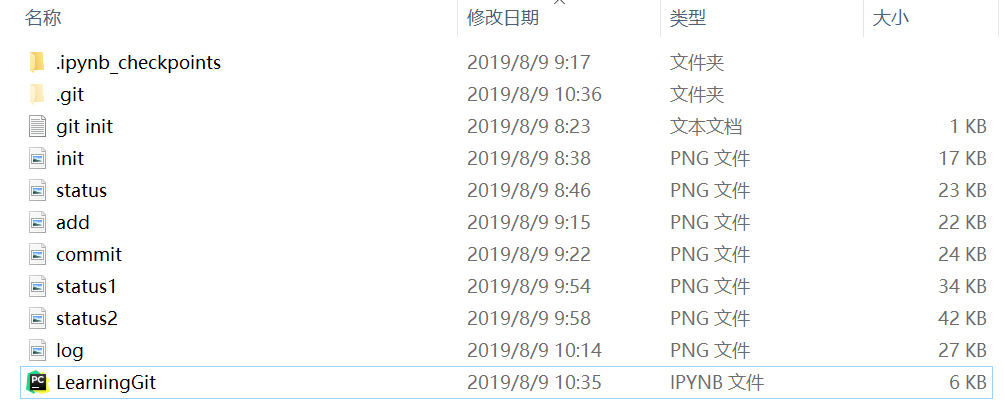 名称 修改日期 类型 大小
.ipynb_checkpoints 2019/8/9 9:17 文件夹
.git 2019/8/9 10:36 文件夹
git init 2019/8/9 8:23 文本文档 1 KB
init 2019/8/9 8:38 PNG 文件 17 KB
status 2019/8/9 8:46 PNG 文件 23 KB
add 2019/8/9 9:15 PNG 文件 22 KB
commit 2019/8/9 9:22 PNG 文件 24 KB
status1 2019/8/9 9:54 PNG 文件 34 KB
status2 2019/8/9 9:58 PNG 文件 42 KB
log 2019/8/9 10:14 PNG 文件 27 KB
PC LearningGit 2019/8/9 10:35 IPYNB 文件 6 KB